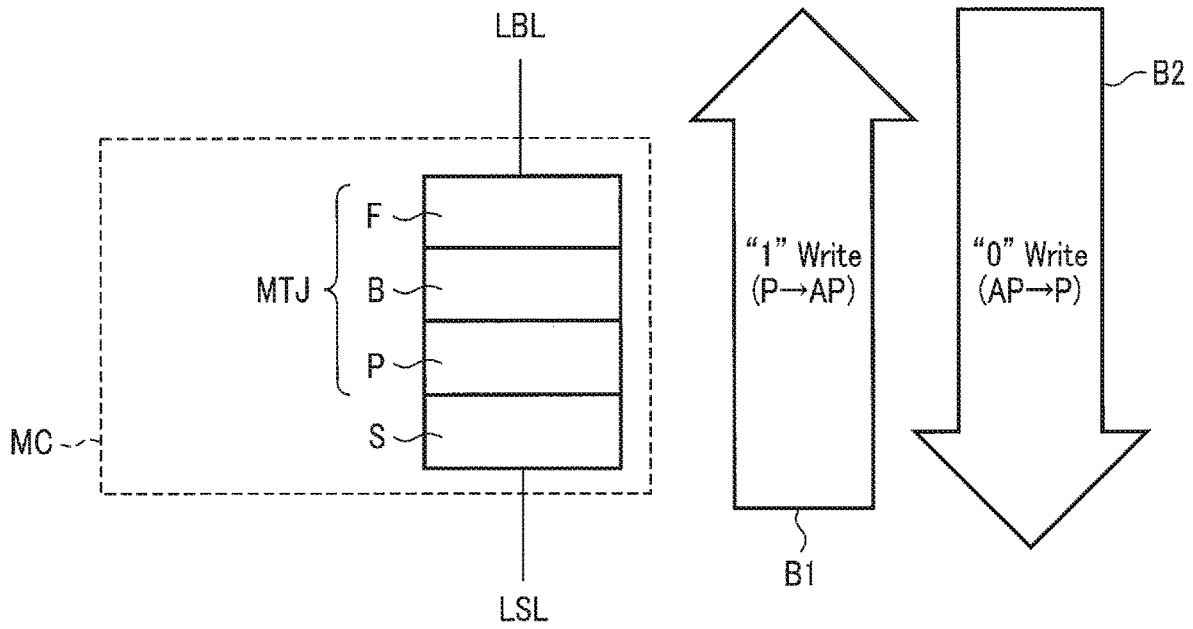 LBL
B2
F
MTJ
B
P
S
MC
"1" Write
(P→AP)
"0" Write
(AP→P)
B1
LSL